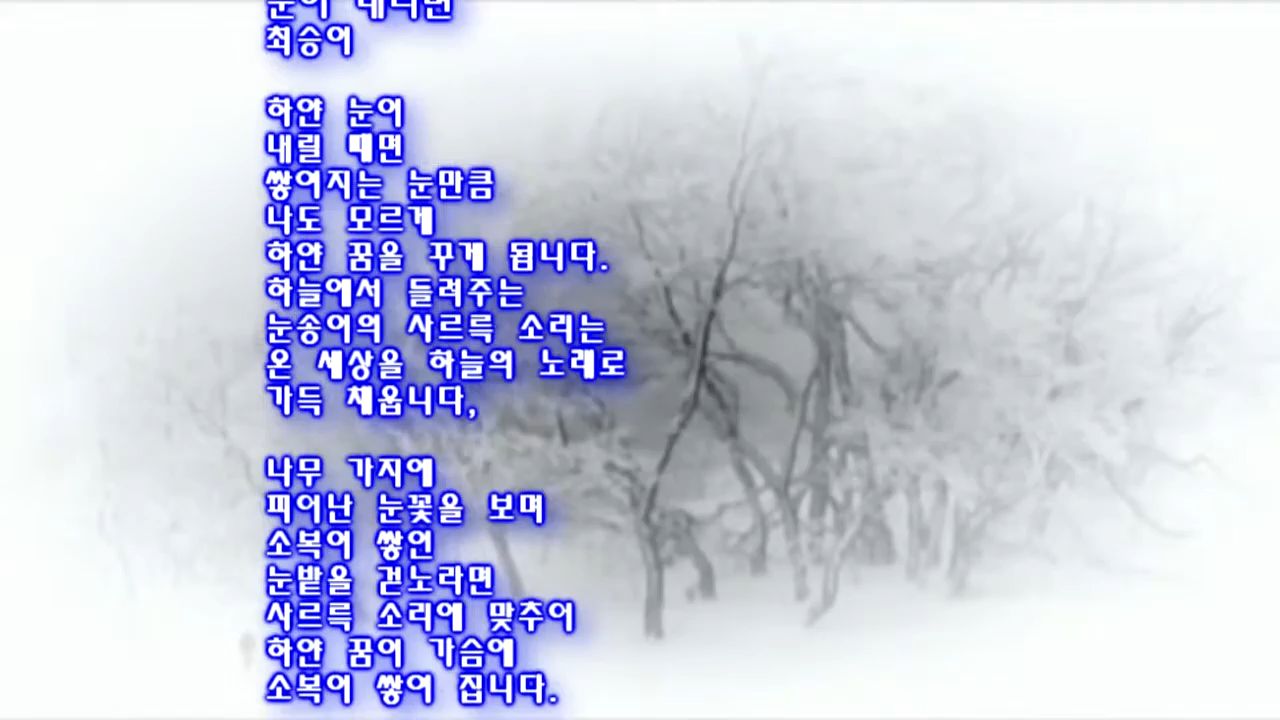 눈이 내리면
최승이
하얀 눈이
내릴 때면
쌓여지는 눈만큼
나도 모르게
하얀 꿈을 꾸게 됩니다.
하늘에서 들려주는
눈송이의 사르륵 소리는
온 세상을 하늘의 노래로
가득 채웁니다,
나무 가지에
피어난 눈꽃을 보며
소복이 쌓인
눈밭을 걷노라면
사르륵 소리에 맞추어
하얀 꿈이 가슴에
소복이 쌓여 집니다.